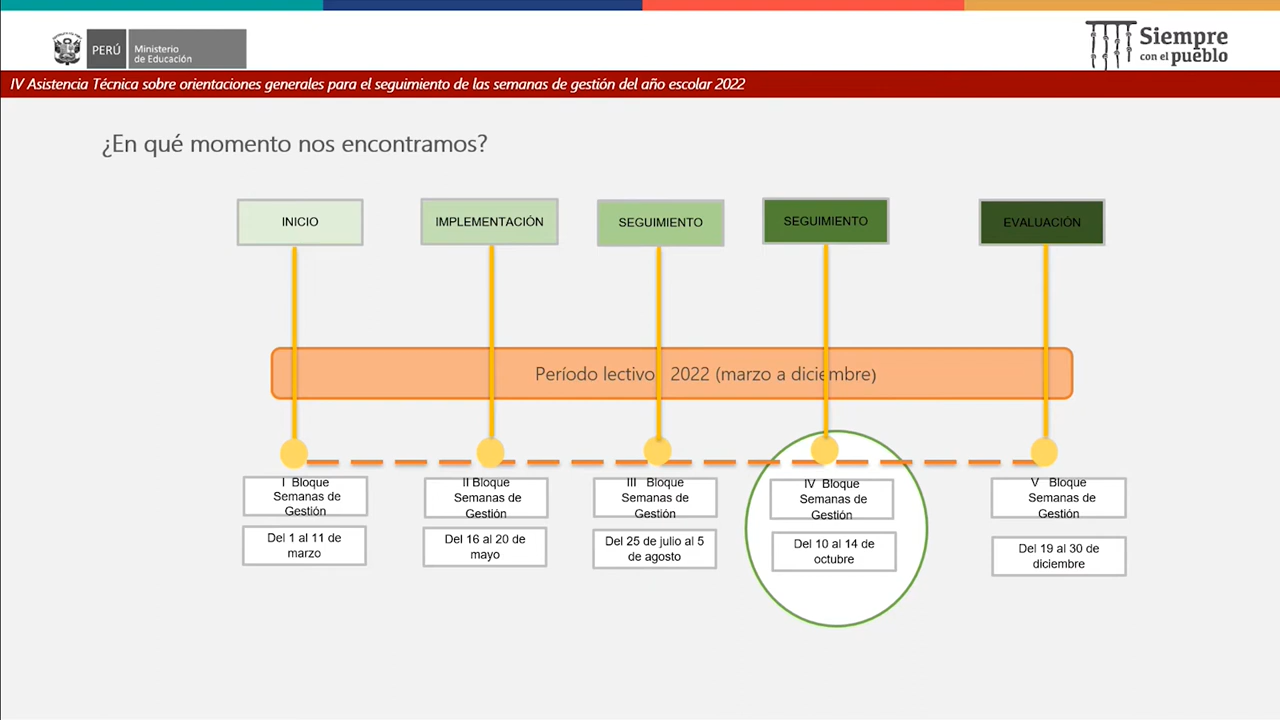 PERÚ
Ministerio
de Educación
Siempre
con el pueblo
IV Asistencia Técnica sobre orientaciones generales para el seguimiento de las semanas de gestión del año escolar 2022
¿En qué momento nos encontramos?
INICIO
IMPLEMENTACIÓN
SEGUIMIENTO
SEGUIMIENTO
EVALUACIÓN
Período lectivo 2022 (marzo a diciembre)
I Bloque
Semanas de
Gestión
Del 1 al 11 de
marzo
II Bloque
Semanas de
Gestión
Del 16 al 20 de
mayo
III Bloque
Semanas de
Gestión
Del 25 de julio al 5
de agosto
IV Bloque
Semanas de
Gestión
Del 10 al 14 de
octubre
V Bloque
Semanas de
Gestión
Del 19 al 30 de
diciembre